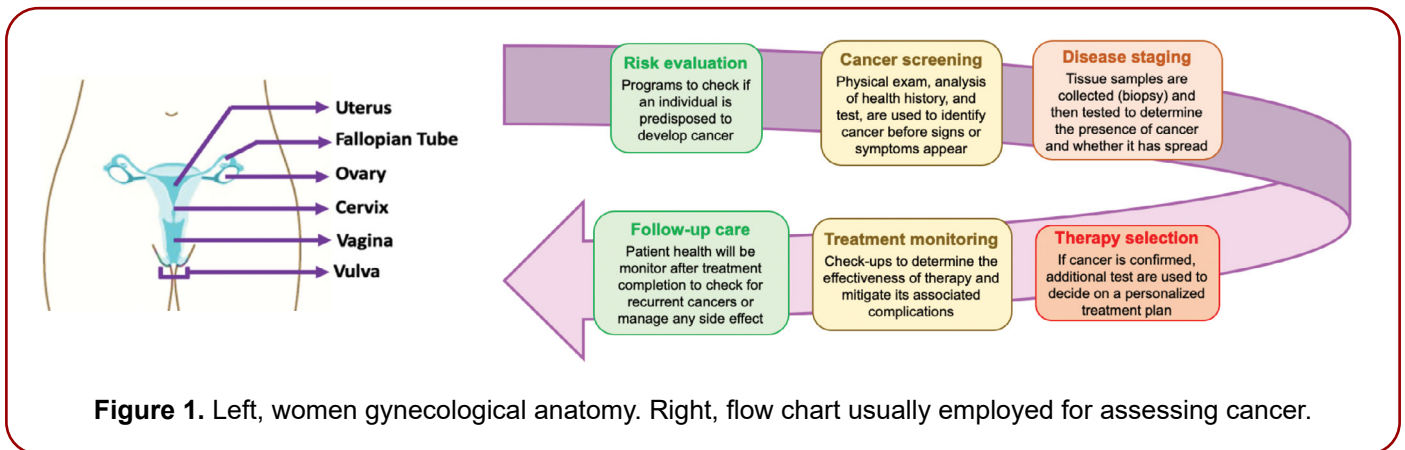 Uterus
Fallopian Tube
Ovary
Cervix
Vagina
Vulva
Risk evaluation
Programs to check if
an individual is
predisposed to
develop cancer
Cancer screening
Physical exam, analysis
of health history, and
test, are used to identify
cancer before signs or
symptoms appear
Disease staging
Tissue samples are
collected (biopsy) and
then tested to determine
the presence of cancer
and whether it has spread
Therapy selection
If cancer is confirmed,
additional test are used to
decide on a personalized
treatment plan
Treatment monitoring
Check-ups to determine the
effectiveness of therapy and
mitigate its associated
complications
Follow-up care
Patient health will be
monitor after treatment
completion to check for
recurrent cancers or
manage any side effect
Figure 1. Left, women gynecological anatomy. Right, flow chart usually employed for assessing cancer.